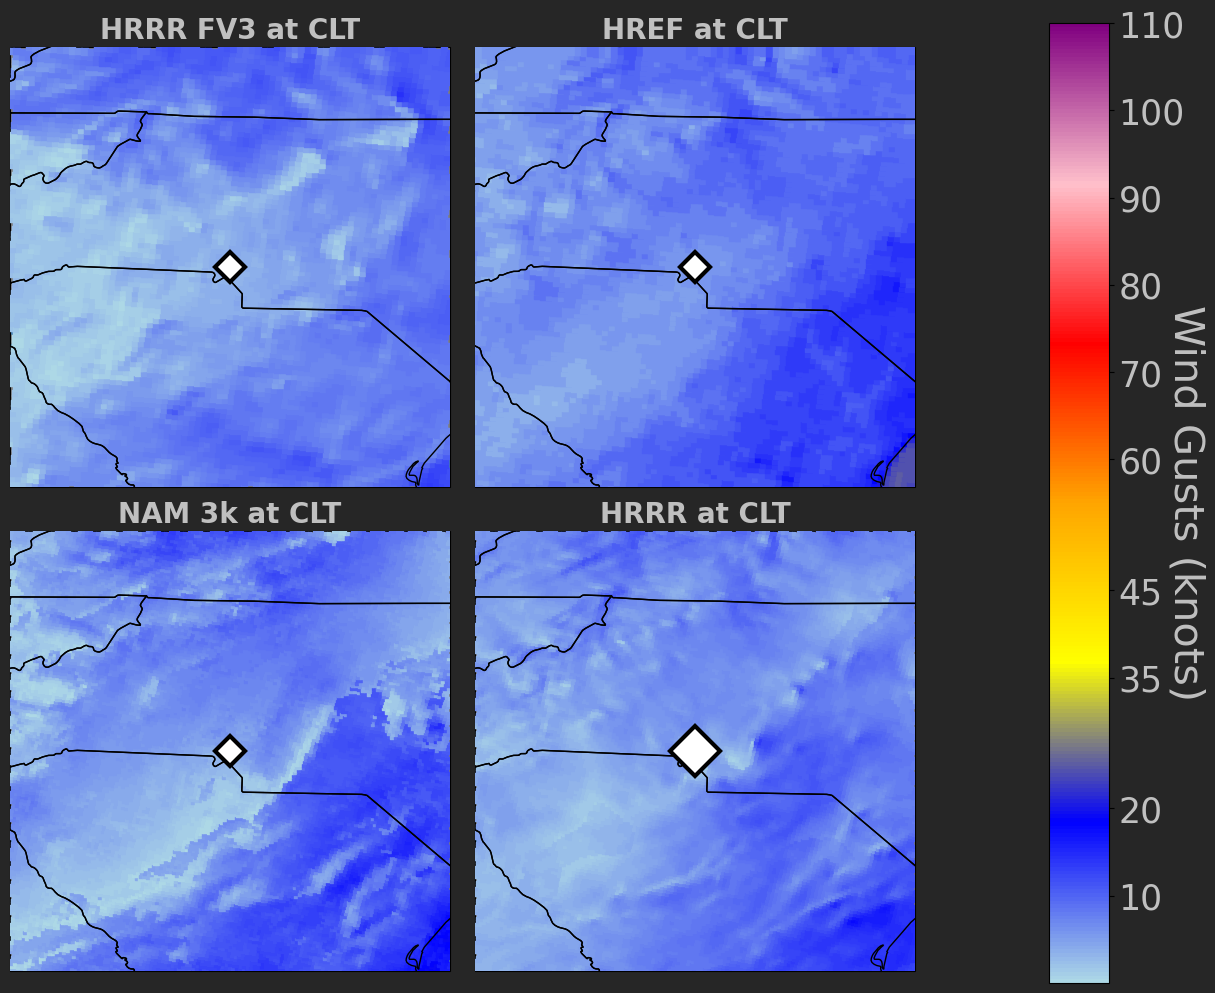 HRRR FV3 at CLT
HREF at CLT
NAM 3k at CLT
HRRR at CLT
110
100
90
80
70
60
45
35
20
10
Wind Gusts (knots)